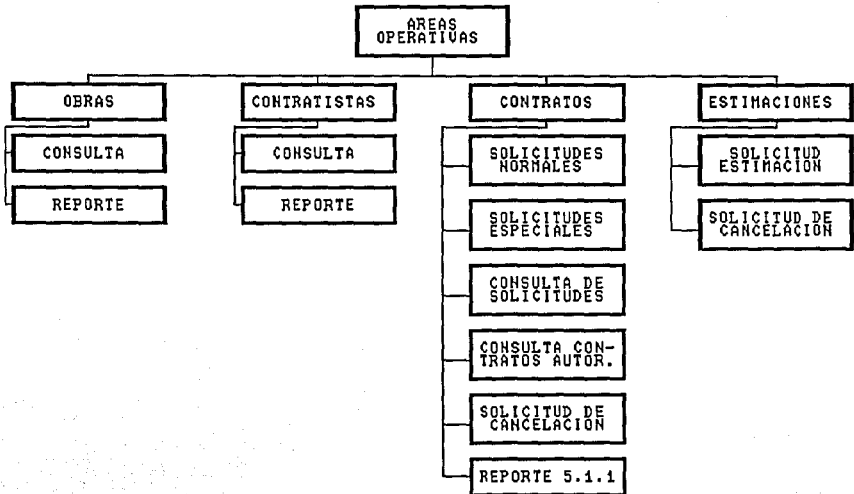 AREAS
OPERATIVAS
OBRAS
CONSULTA
REPORTE
CONTRATISTAS
CONSULTA
REPORTE
CONTRATOS
SOLICITUDES
NORMALES
SOLICITUDES
ESPECIALES
CONSULTA DE
SOLICITUDES
CONSULTA CON-
TRATOS AUTOR.
SOLICITUD DE
CANCELACION
REPORTE 5.1.1
ESTIMACIONES
SOLICITUD
ESTIMACION
SOLICITUD DE
CANCELACION